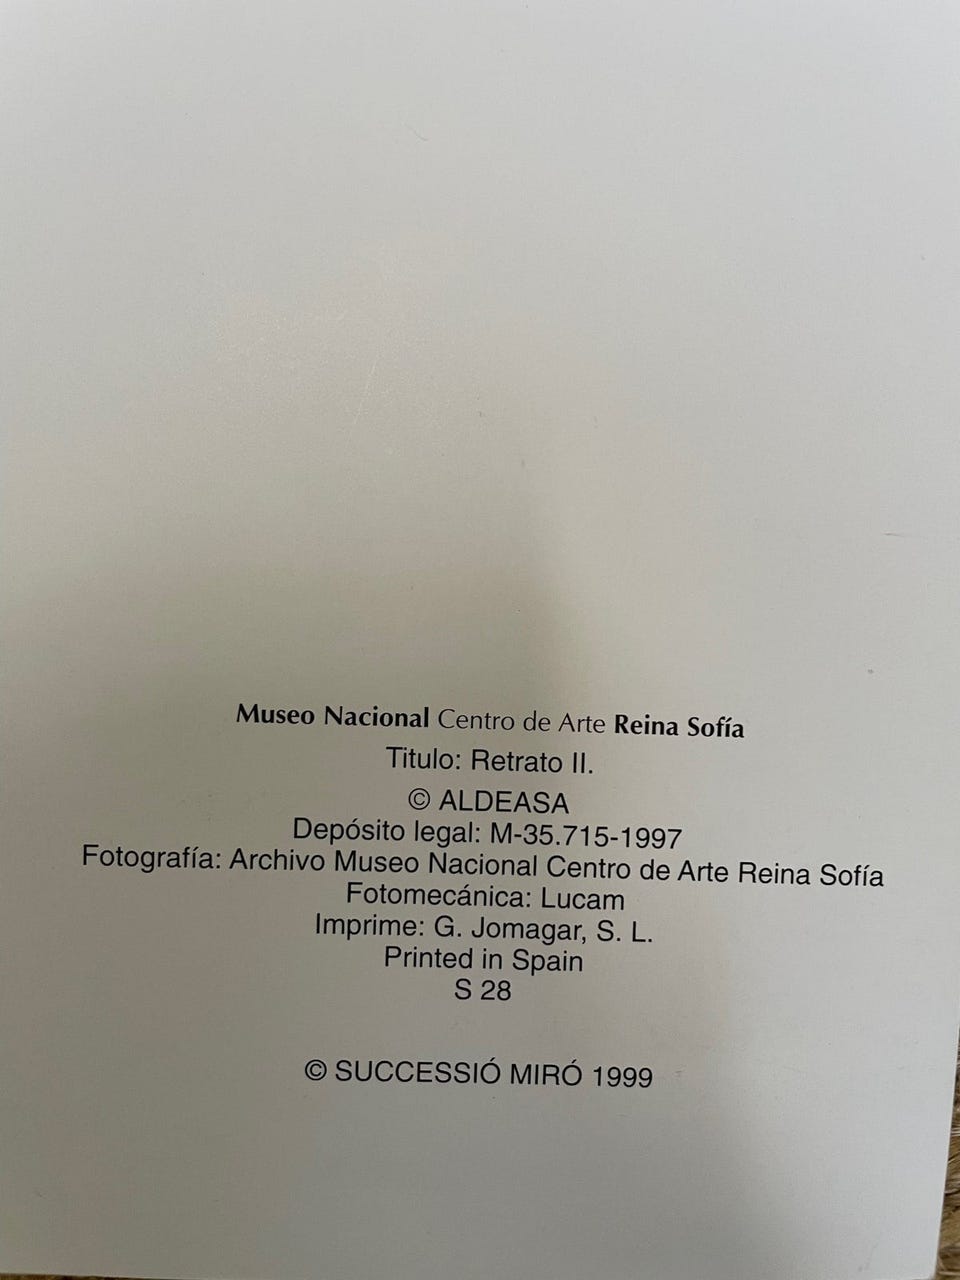 Museo Nacional Centro de Arte Reina Sofía
Titulo: Retrato II.
© ALDEASA
Depósito legal: M-35.715-1997
Fotografía: Archivo Museo Nacional Centro de Arte Reina Sofía
Fotomecánica: Lucam
Imprime: G. Jomagar, S. L.
Printed in Spain
S 28
© SUCCESSIÓ MIRÓ 1999